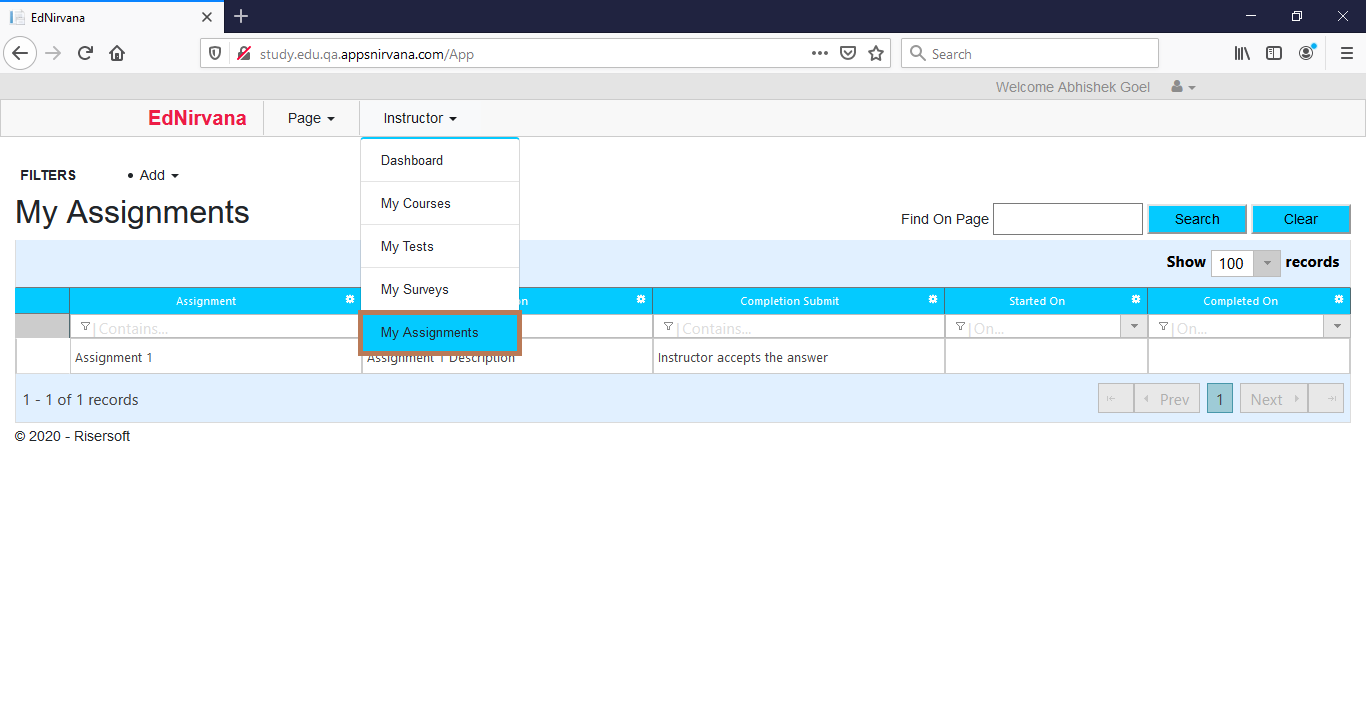 EdNirvana
study.edu.qa.appsnirvana.com/App
Search
Welcome Abhishek Goel
EdNirvana Page Instructor
Dashboard
My Courses
My Tests
My Surveys
My Assignments
FILTERS • Add
My Assignments
Find On Page Search Clear
Show 100 records
Assignment on Completion Submit Started On Completed On
Contains... Contains... On... On...
Assignment 1 Assignment 1 Description Instructor accepts the answer
1 - 1 of 1 records Prev 1 Next
© 2020 - Risersoft